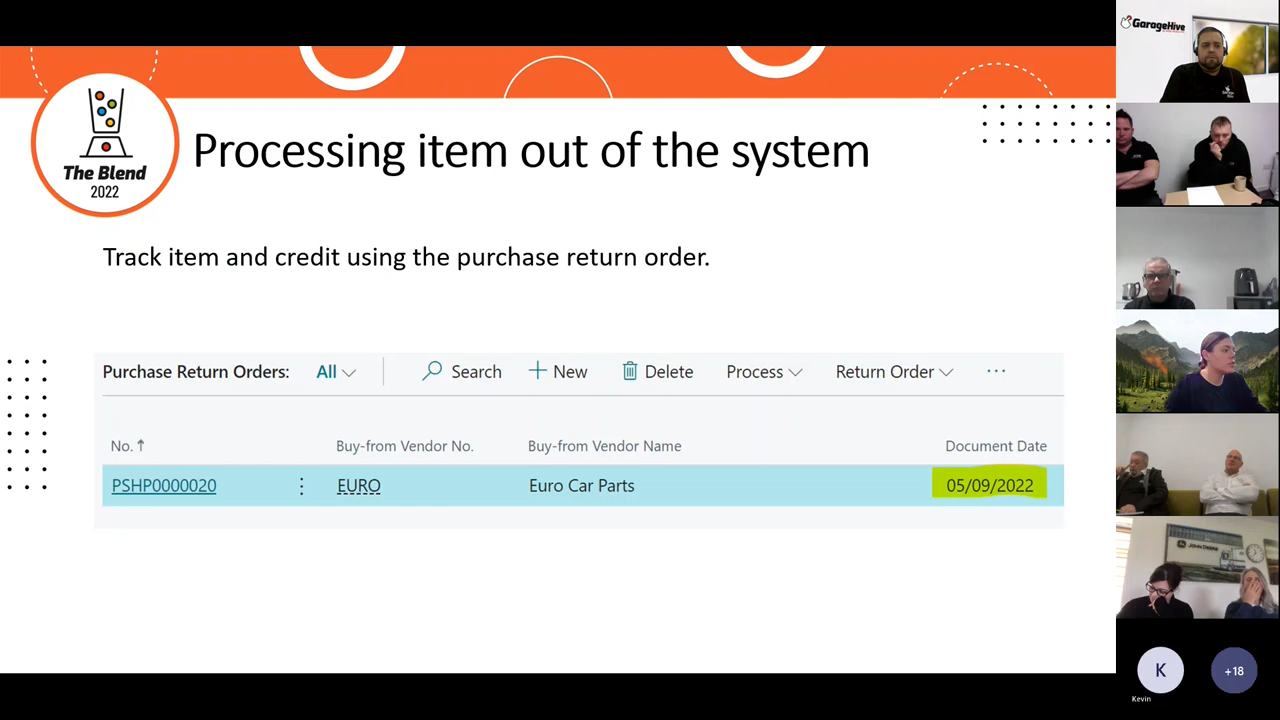 The Blend
2022
Processing item out of the system
Track item and credit using the purchase return order.
Purchase Return Orders: All Search New Delete Process Return Order ...
No. ↑ Buy-from Vendor No. Buy-from Vendor Name Document Date
PSHP0000020 EURO Euro Car Parts 05/09/2022
GarageHive
JOHN DEERE
K +18
Kevin